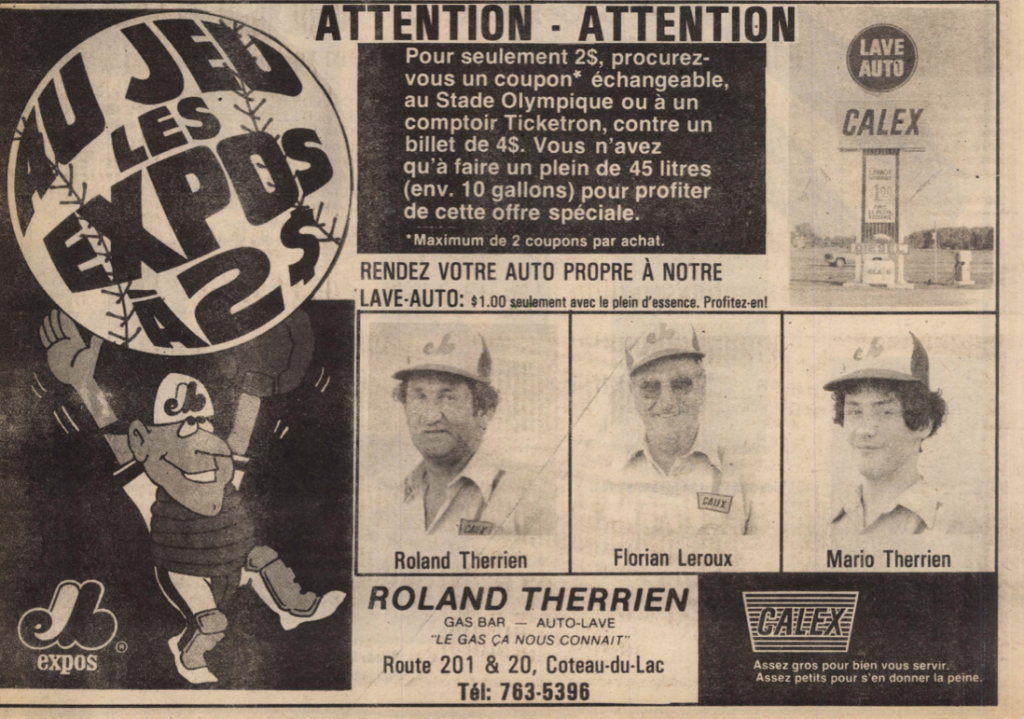 ATTENTION - ATTENTION
AU JEU
LES
EXPOS
À
2$
Pour seulement 2$, procurez-
vous un coupon* échangeable,
au Stade Olympique ou à un
comptoir Ticketron, contre un
billet de 4$. Vous n'avez
qu'à faire un plein de 45 litres
(env. 10 gallons) pour profiter
de cette offre spéciale.
*Maximum de 2 coupons par achat.
LAVE
AUTO
CALEX
DIESEL
RENDEZ VOTRE AUTO PROPRE À NOTRE
LAVE-AUTO: $1.00 seulement avec le plein d'essence. Profitez-en!
CALEX
CALEX
Roland Therrien
Florian Leroux
Mario Therrien
expos
ROLAND THERRIEN
GAS BAR — AUTO-LAVE
"LE GAS ÇA NOUS CONNAIT"
Route 201 & 20, Coteau-du-Lac
Tél: 763-5396
CALEX
Assez gros pour bien vous servir.
Assez petits pour s'en donner la peine.